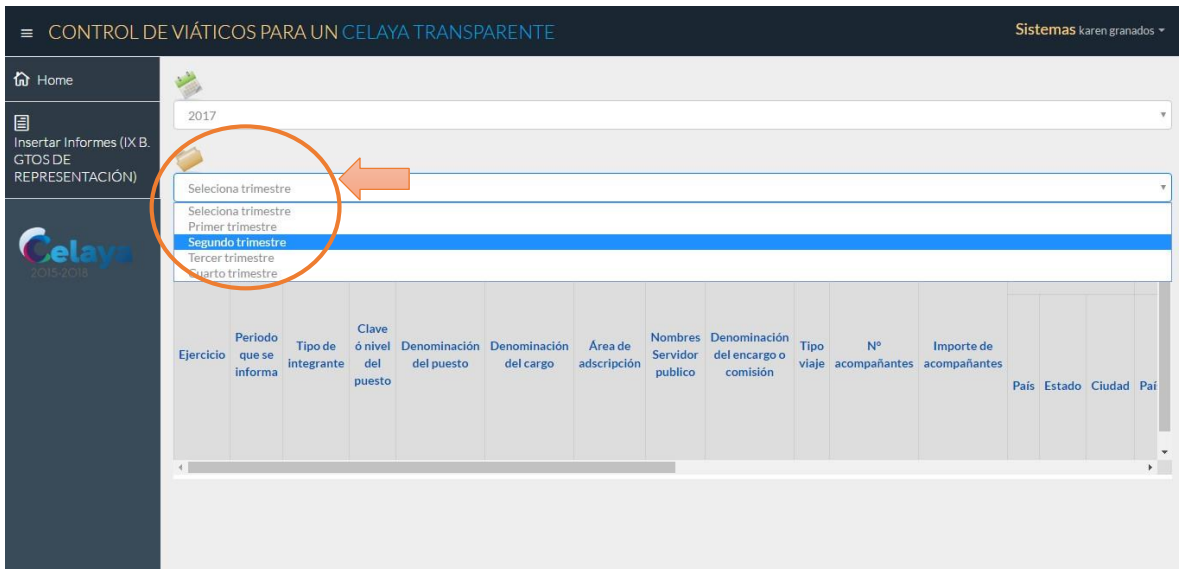 ≡ CONTROL DE VIÁTICOS PARA UN CELAYA TRANSPARENTE
Sistemas karen granados
Home
Insertar Informes (IX B.
GTOS DE
REPRESENTACIÓN)
Celaya
2015-2018
2017
Seleciona trimestre
Seleciona trimestre
Primer trimestre
Segundo trimestre
Tercer trimestre
Cuarto trimestre
Ejercicio
Periodo
que se
informa
Tipo de
integrante
Clave
ó nivel
del
puesto
Denominación
del puesto
Denominación
del cargo
Área de
adscripción
Nombres
Servidor
publico
Denominación
del encargo o
comisión
Tipo
viaje
Nº
acompañantes
Importe de
acompañantes
País
Estado
Ciudad
Paí